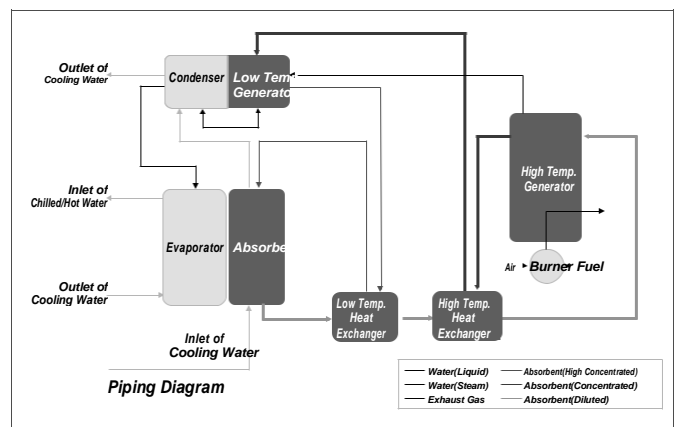 Outlet of
Cooling Water
Condenser
Low Tem
Generato
High Temp.
Generator
Inlet of
Chilled/Hot Water
Evaporator
Absorbe
Air
Burner Fuel
Outlet of
Cooling Water
Low Temp.
Heat
Exchanger
High Temp.
Heat
Exchanger
Inlet of
Cooling Water
Piping Diagram
Water(Liquid)
Water(Steam)
Exhaust Gas
Absorbent(High Concentrated)
Absorbent(Concentrated)
Absorbent(Diluted)